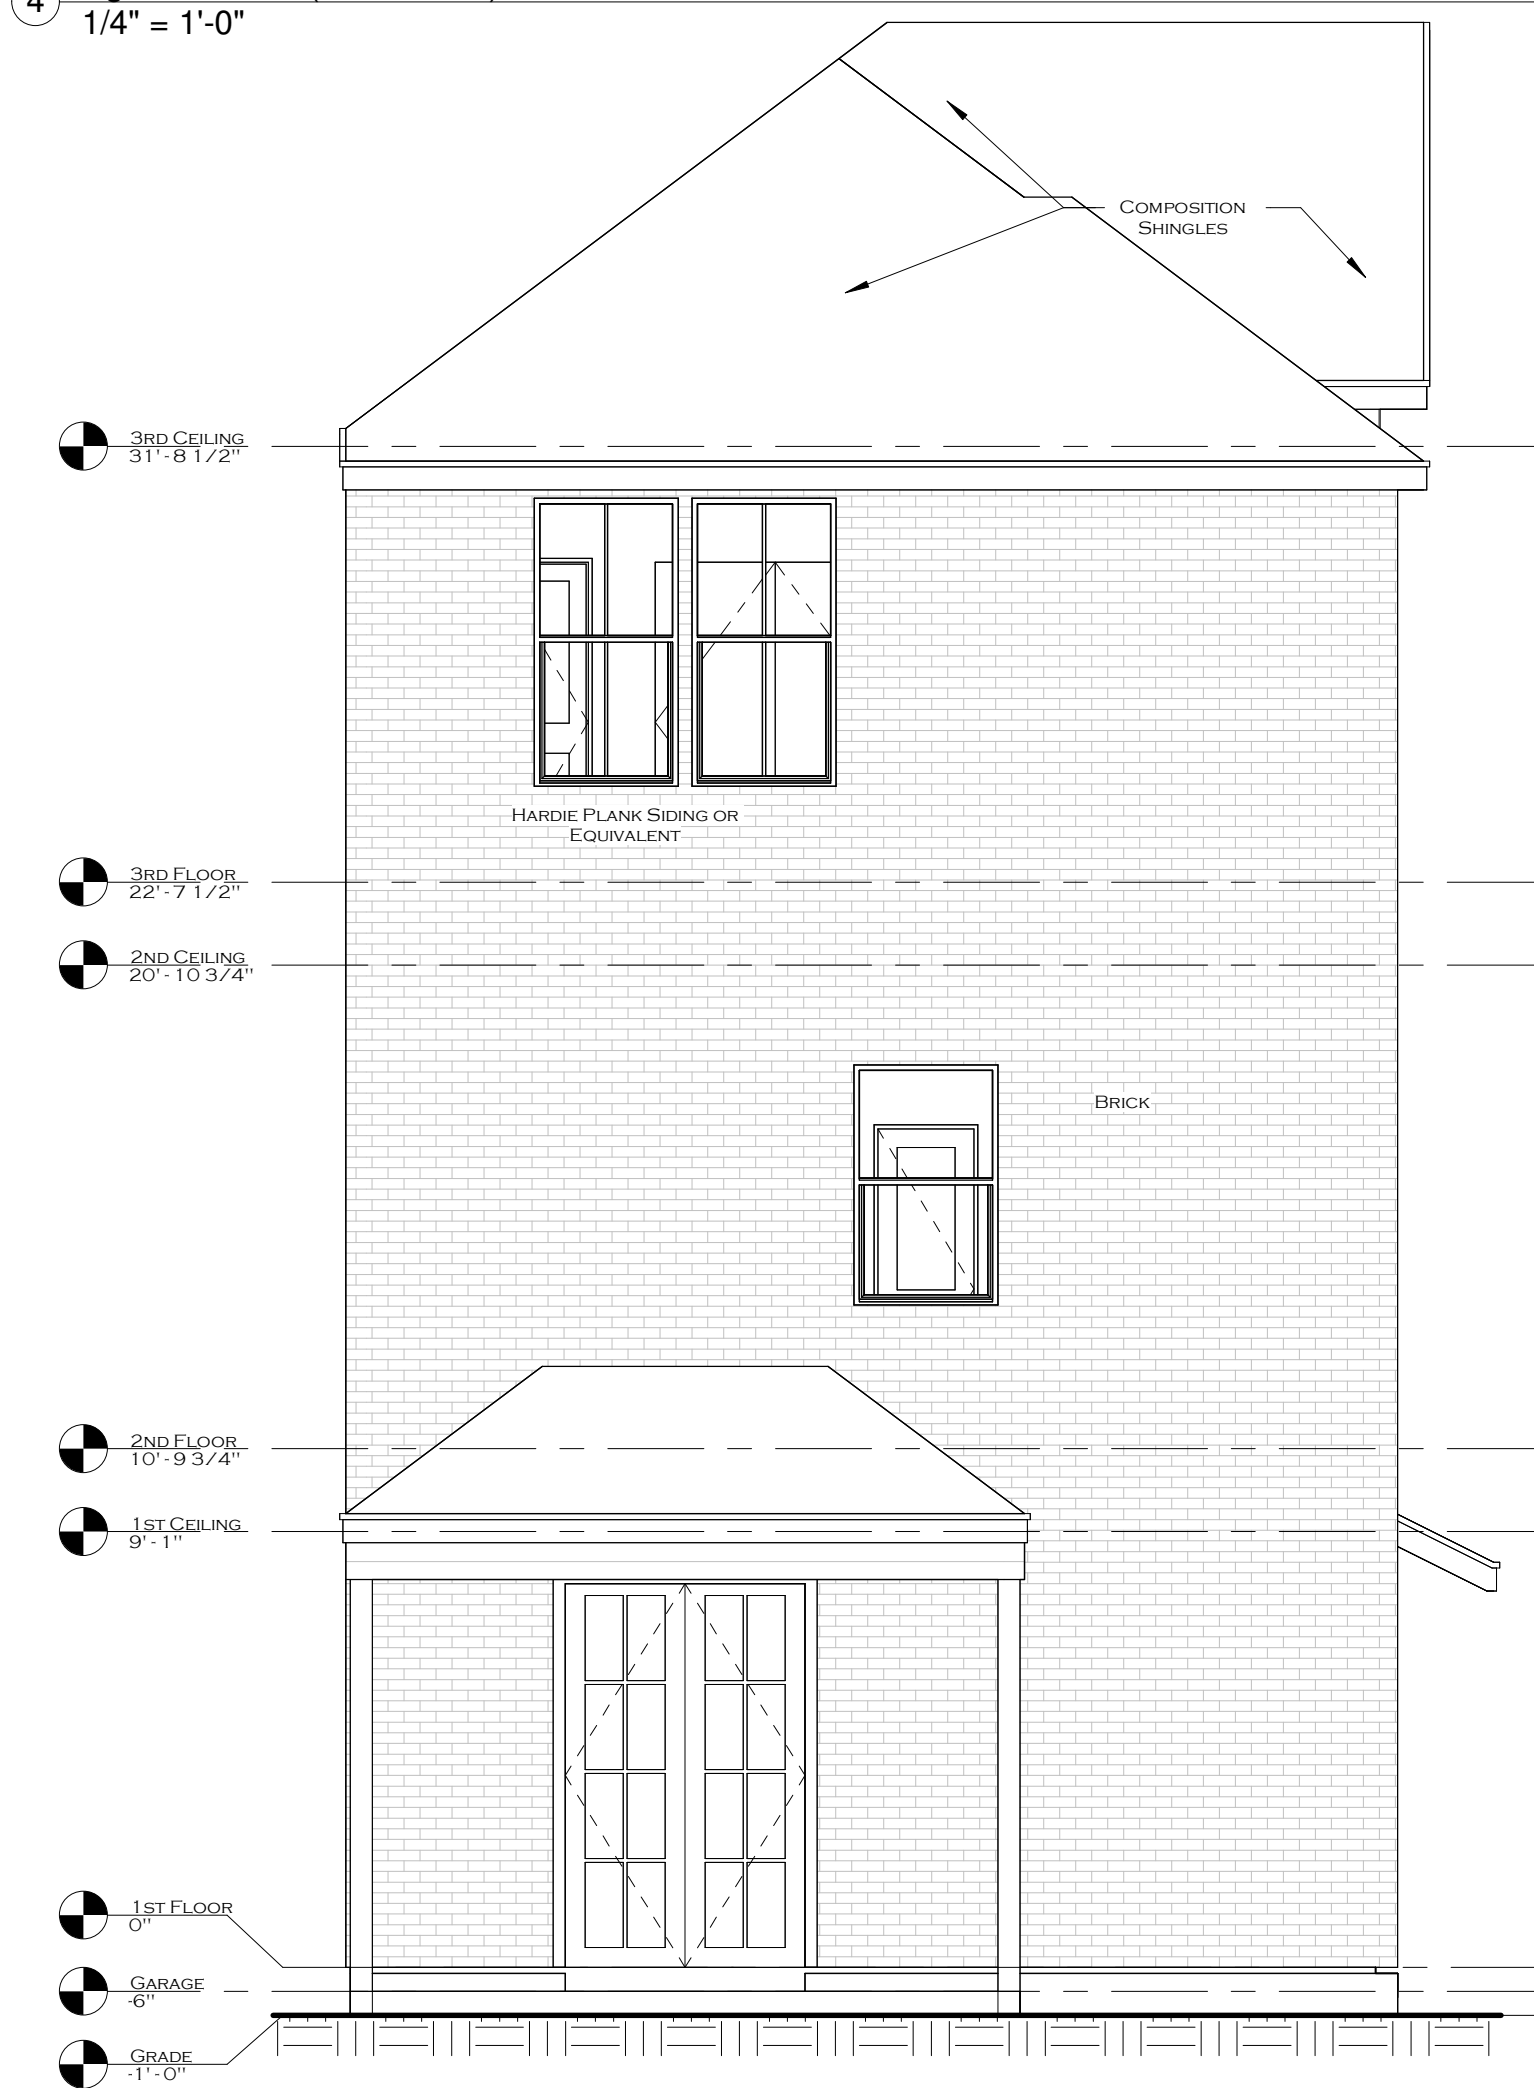 4
1/4" = 1'-0"
COMPOSITION
SHINGLES
3RD CEILING
31'-8 1/2"
HARDIE PLANK SIDING OR
EQUIVALENT
3RD FLOOR
22'-7 1/2"
2ND CEILING
20'-10 3/4"
BRICK
2ND FLOOR
10'-9 3/4"
1ST CEILING
9'-1"
1ST FLOOR
0"
GARAGE
-6"
GRADE
-1'-0"